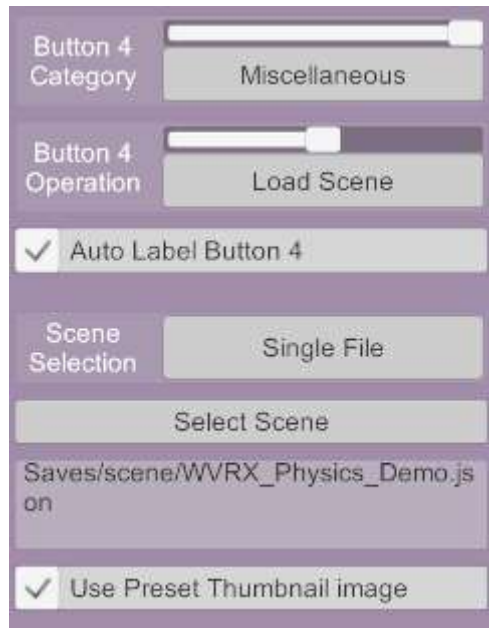 Button 4
Category
Miscellaneous
Button 4
Operation
Load Scene
Auto Label Button 4
Scene
Selection
Single File
Select Scene
Saves/scene/WVRX_Physics_Demo.js
on
Use Preset Thumbnail image